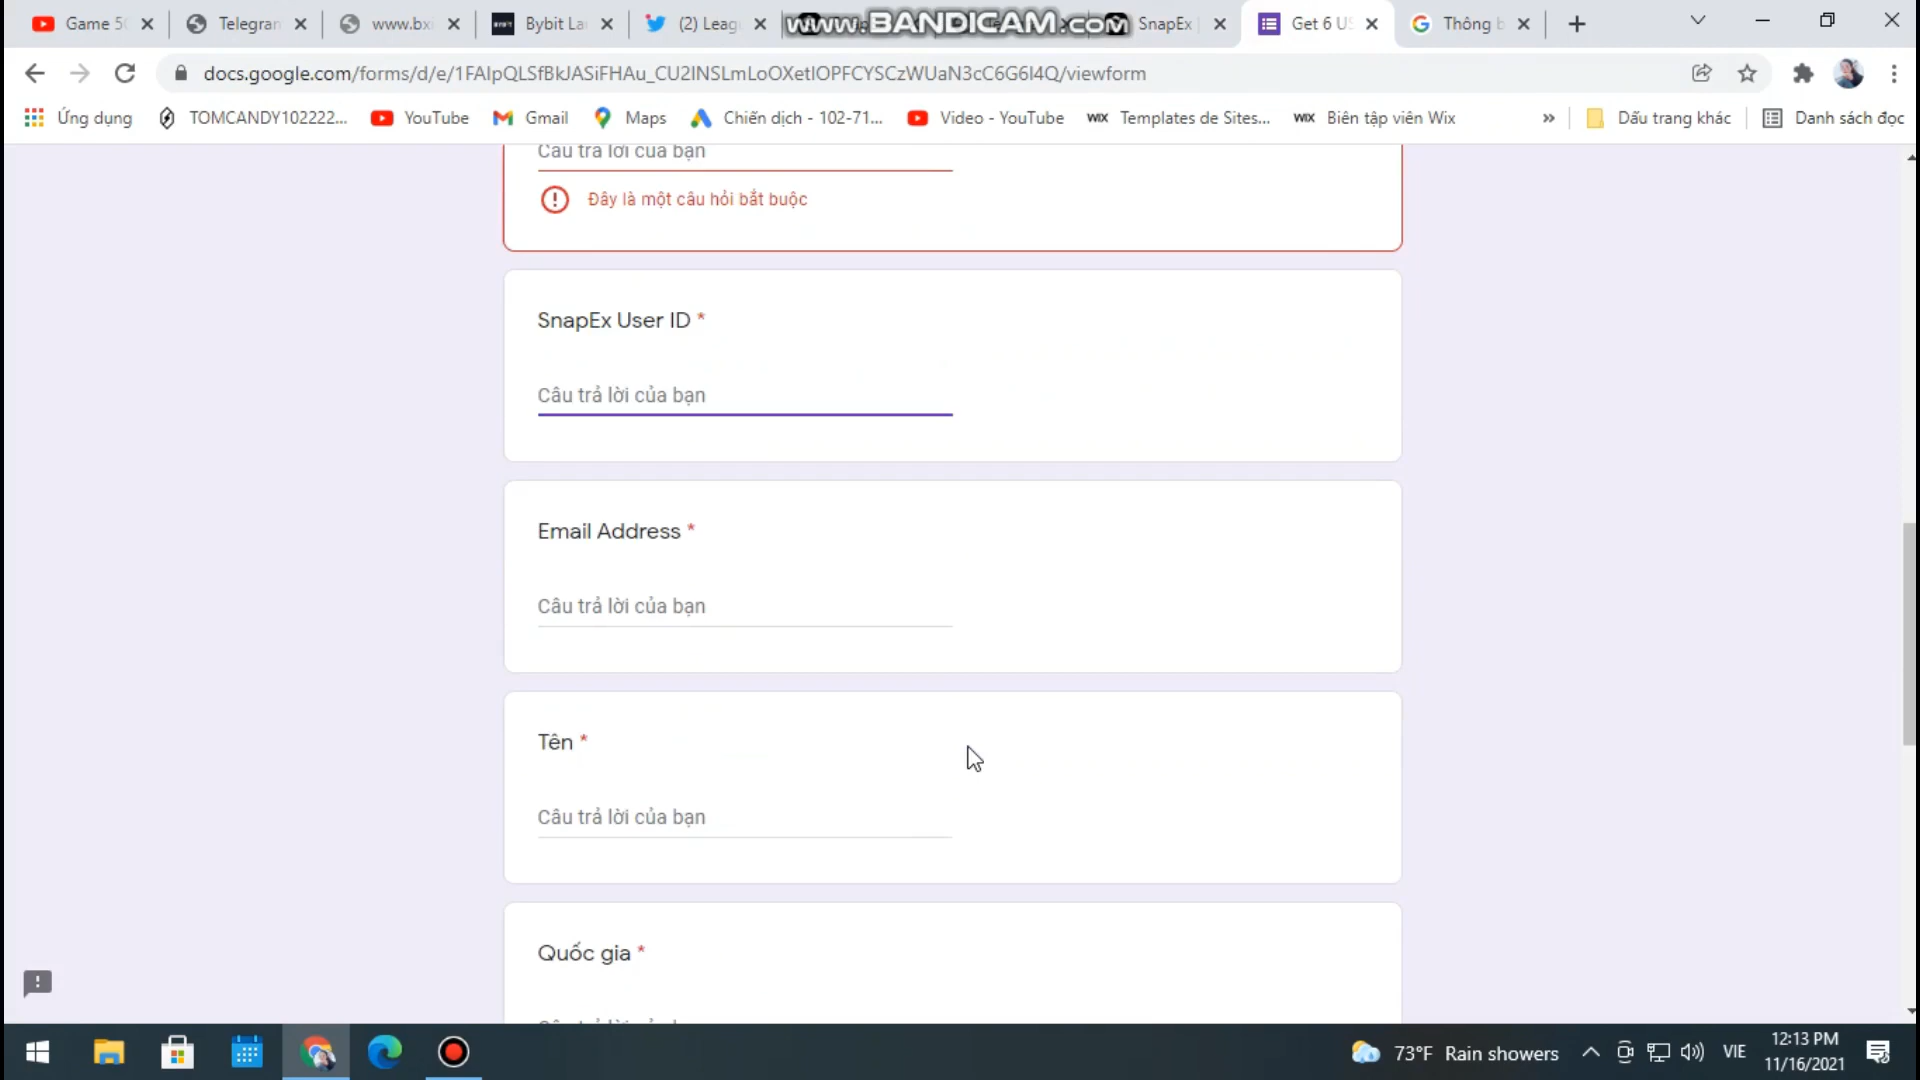 Game 5
Telegran
www.bx
Bybit La
(2) Leag
www.BANDICAM.com
SnapEx
Get 6 US
Thông b
docs.google.com/forms/d/e/1FAIpQLSfBkJASiFHAu_CU2INSLmLoOXetIOPFCYSCzWUaN3cC6G6I4Q/viewform
Ứng dụng
TOMCANDY102222...
YouTube
Gmail
Maps
Chiến dịch - 102-71...
Video - YouTube
WIX Templates de Sites...
WIX Biên tập viên Wix
»
Dấu trang khác
Danh sách đọc
Câu trả lời của bạn
Đây là một câu hỏi bắt buộc
SnapEx User ID *
Câu trả lời của bạn
Email Address *
Câu trả lời của bạn
Tên *
Câu trả lời của bạn
Quốc gia *
73°F Rain showers
VIE
12:13 PM
11/16/2021